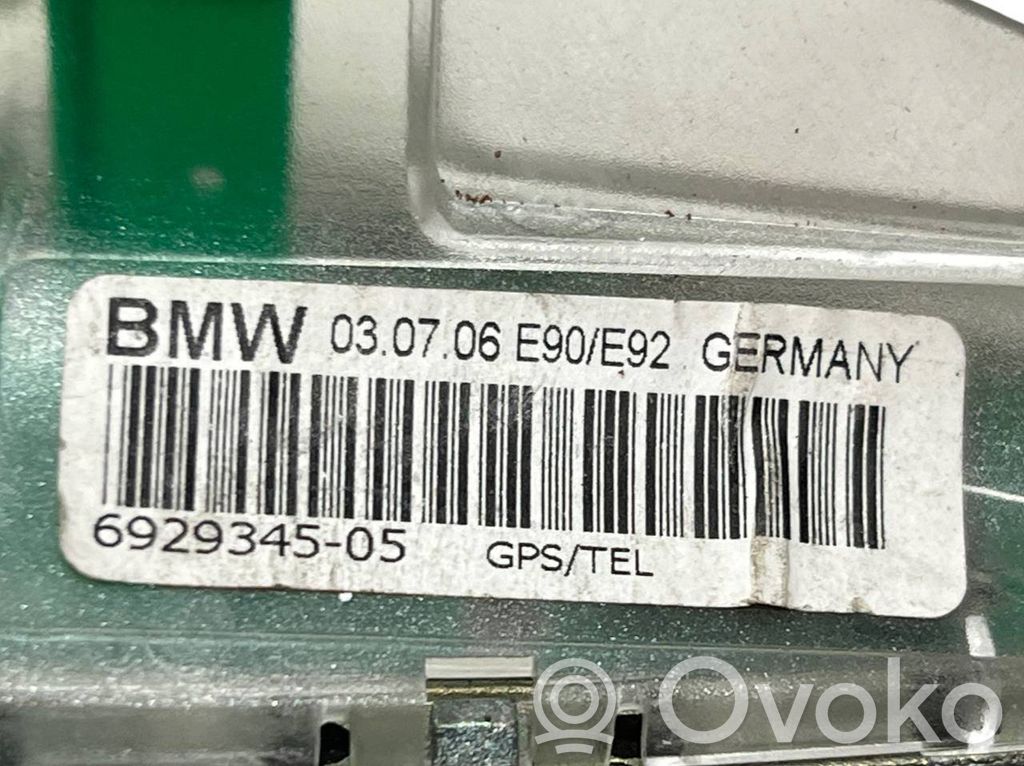 BMW 03.07.06 E90/E92 GERMANY
6929345-05 GPS/TEL
Ovoko